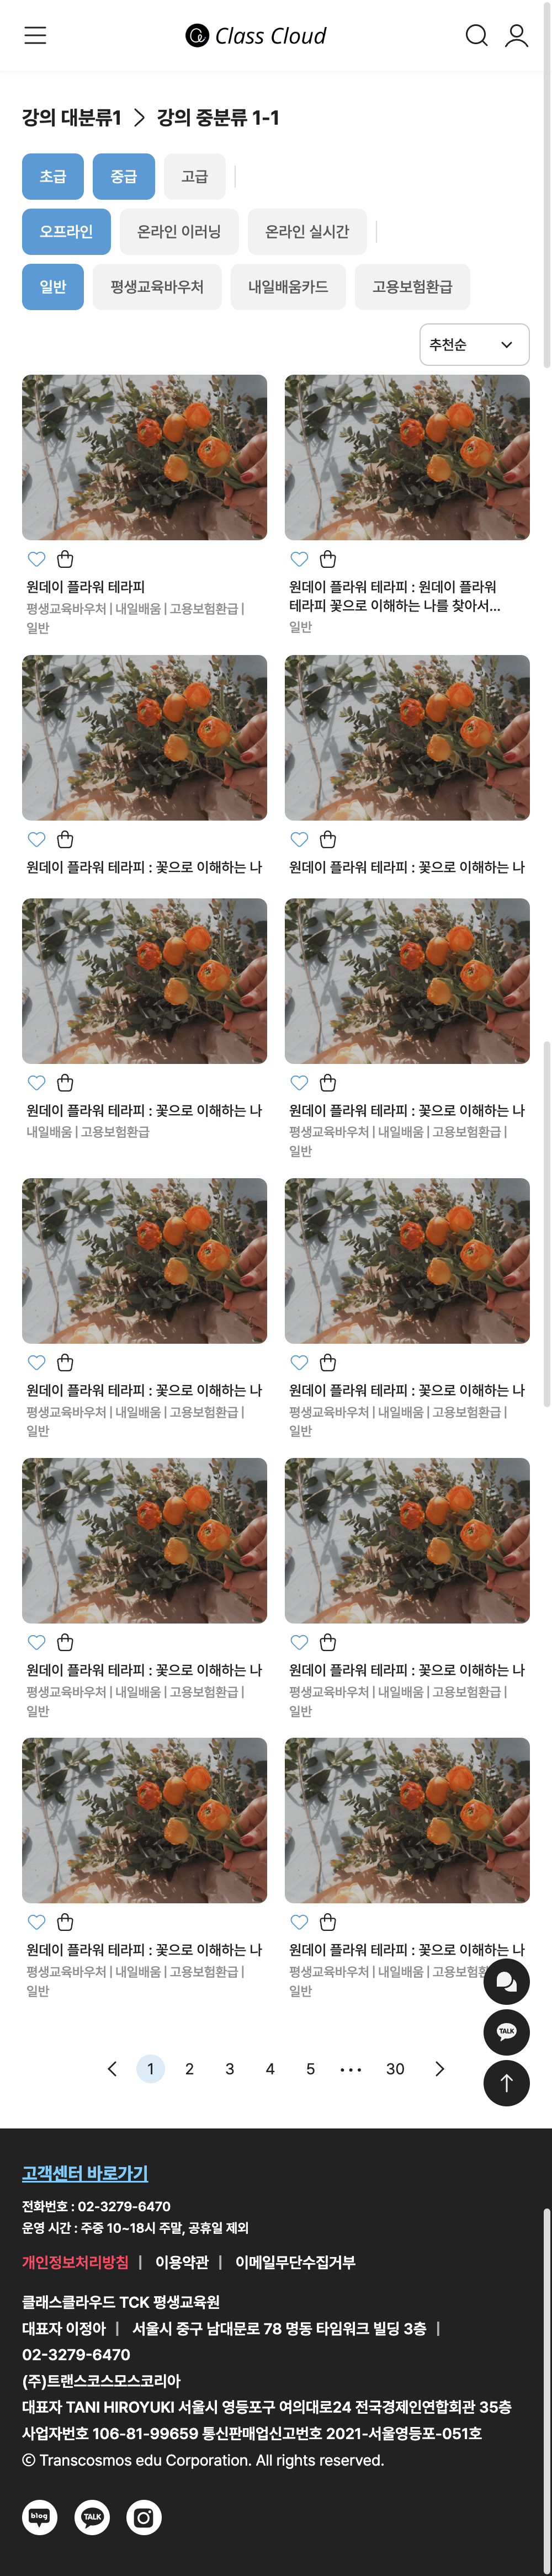 Class Cloud
강의 대분류1 > 강의 중분류 1-1
초급 중급 고급
오프라인 온라인 이러닝 온라인 실시간
일반 평생교육바우처 내일배움카드 고용보험환급
추천순
원데이 플라워 테라피
평생교육바우처 | 내일배움 | 고용보험환급 |
일반
원데이 플라워 테라피 : 원데이 플라워
테라피 꽃으로 이해하는 나를 찾아서...
일반
원데이 플라워 테라피 : 꽃으로 이해하는 나
원데이 플라워 테라피 : 꽃으로 이해하는 나
원데이 플라워 테라피 : 꽃으로 이해하는 나
내일배움 | 고용보험환급
원데이 플라워 테라피 : 꽃으로 이해하는 나
평생교육바우처 | 내일배움 | 고용보험환급 |
일반
원데이 플라워 테라피 : 꽃으로 이해하는 나
평생교육바우처 | 내일배움 | 고용보험환급 |
일반
원데이 플라워 테라피 : 꽃으로 이해하는 나
평생교육바우처 | 내일배움 | 고용보험환급 |
일반
원데이 플라워 테라피 : 꽃으로 이해하는 나
평생교육바우처 | 내일배움 | 고용보험환급 |
일반
원데이 플라워 테라피 : 꽃으로 이해하는 나
평생교육바우처 | 내일배움 | 고용보험환급 |
일반
원데이 플라워 테라피 : 꽃으로 이해하는 나
평생교육바우처 | 내일배움 | 고용보험환급 |
일반
원데이 플라워 테라피 : 꽃으로 이해하는 나
평생교육바우처 | 내일배움 | 고용보험환
일반
TALK
1 2 3 4 5 ... 30
고객센터 바로가기
전화번호 : 02-3279-6470
운영 시간 : 주중 10~18시 주말, 공휴일 제외
개인정보처리방침 | 이용약관 | 이메일무단수집거부
클래스클라우드 TCK 평생교육원
대표자 이정아 | 서울시 중구 남대문로 78 명동 타임워크 빌딩 3층 |
02-3279-6470
(주)트랜스코스모스코리아
대표자 TANI HIROYUKI 서울시 영등포구 여의대로24 전국경제인연합회관 35층
사업자번호 106-81-99659 통신판매업신고번호 2021-서울영등포-051호
© Transcosmos edu Corporation. All rights reserved.
blog TALK